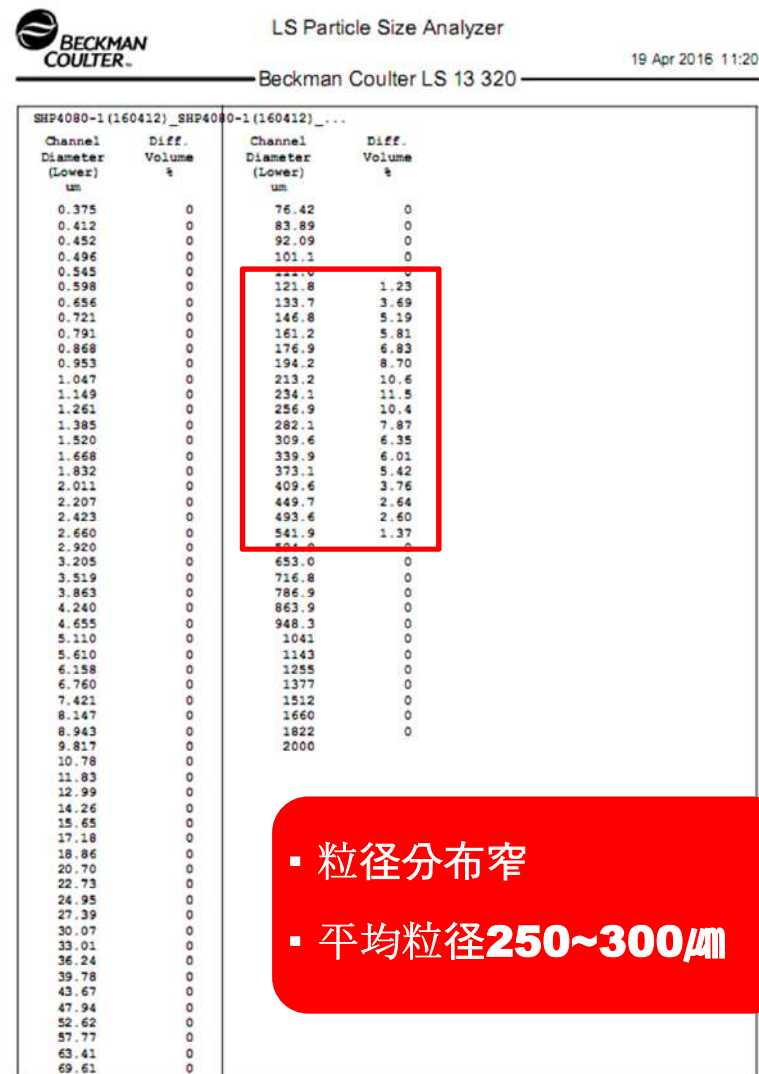 BECKMAN
COULTER™
LS Particle Size Analyzer
19 Apr 2016 11:20
Beckman Coulter LS 13 320
SHP4080-1(160412)_SHP4080-1(160412)_...
Channel Diff. Channel Diff.
Diameter Volume Diameter Volume
(Lower) % (Lower) %
um um
0.375 0 76.42 0
0.412 0 83.89 0
0.452 0 92.09 0
0.496 0 101.1 0
0.545 0 0
0.598 0 121.8 1.23
0.656 0 133.7 3.69
0.721 0 146.8 5.19
0.791 0 161.2 5.81
0.868 0 176.9 6.83
0.953 0 194.2 8.70
1.047 0 213.2 10.6
1.149 0 234.1 11.5
1.261 0 256.9 10.4
1.385 0 282.1 7.87
1.520 0 309.6 6.35
1.668 0 339.9 6.01
1.832 0 373.1 5.42
2.011 0 409.6 3.76
2.207 0 449.7 2.64
2.423 0 493.6 2.60
2.660 0 541.9 1.37
2.920 0 0
3.205 0 653.0 0
3.519 0 716.8 0
3.863 0 786.9 0
4.240 0 863.9 0
4.655 0 948.3 0
5.110 0 1041 0
5.610 0 1143 0
6.158 0 1255 0
6.760 0 1377 0
7.421 0 1512 0
8.147 0 1660 0
8.943 0 1822 0
9.817 0 2000
10.78 0
11.83 0
12.99 0
14.26 0
15.65 0
17.18 0
18.86 0
20.70 0
22.73 0
24.95 0
27.39 0
30.07 0
33.01 0
36.24 0
39.78 0
43.67 0
47.94 0
52.62 0
57.77 0
63.41 0
69.61 0
▪ 粒径分布窄
▪ 平均粒径250~300㎛